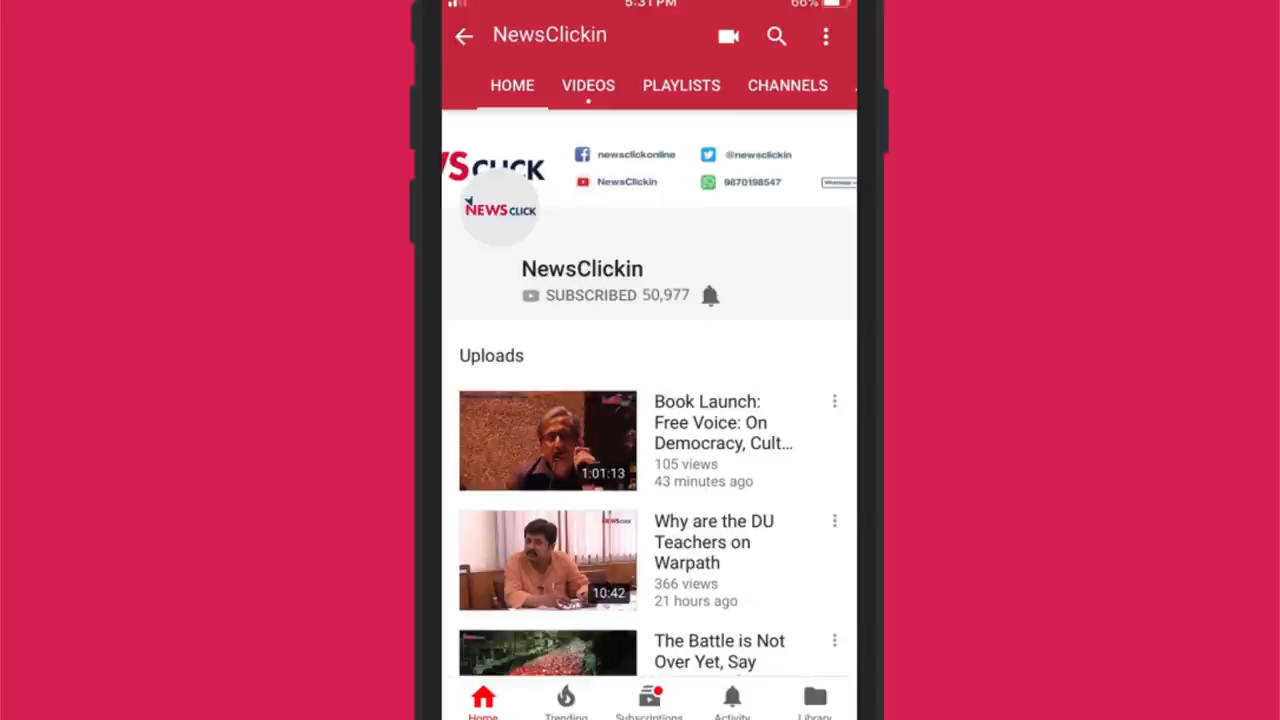 5:31 PM
66%
NewsClickin
HOME VIDEOS PLAYLISTS CHANNELS
WS CLICK
newsclickonline @newsclickin
NewsClickin 9870198547
NEWS CLICK
NewsClickin
SUBSCRIBED 50,977
Uploads
Book Launch:
Free Voice: On
Democracy, Cult...
105 views
43 minutes ago
1:01:13
Why are the DU
Teachers on
Warpath
366 views
21 hours ago
NEWSCLICK
10:42
The Battle is Not
Over Yet, Say
Home Trending Subscriptions Activity Library